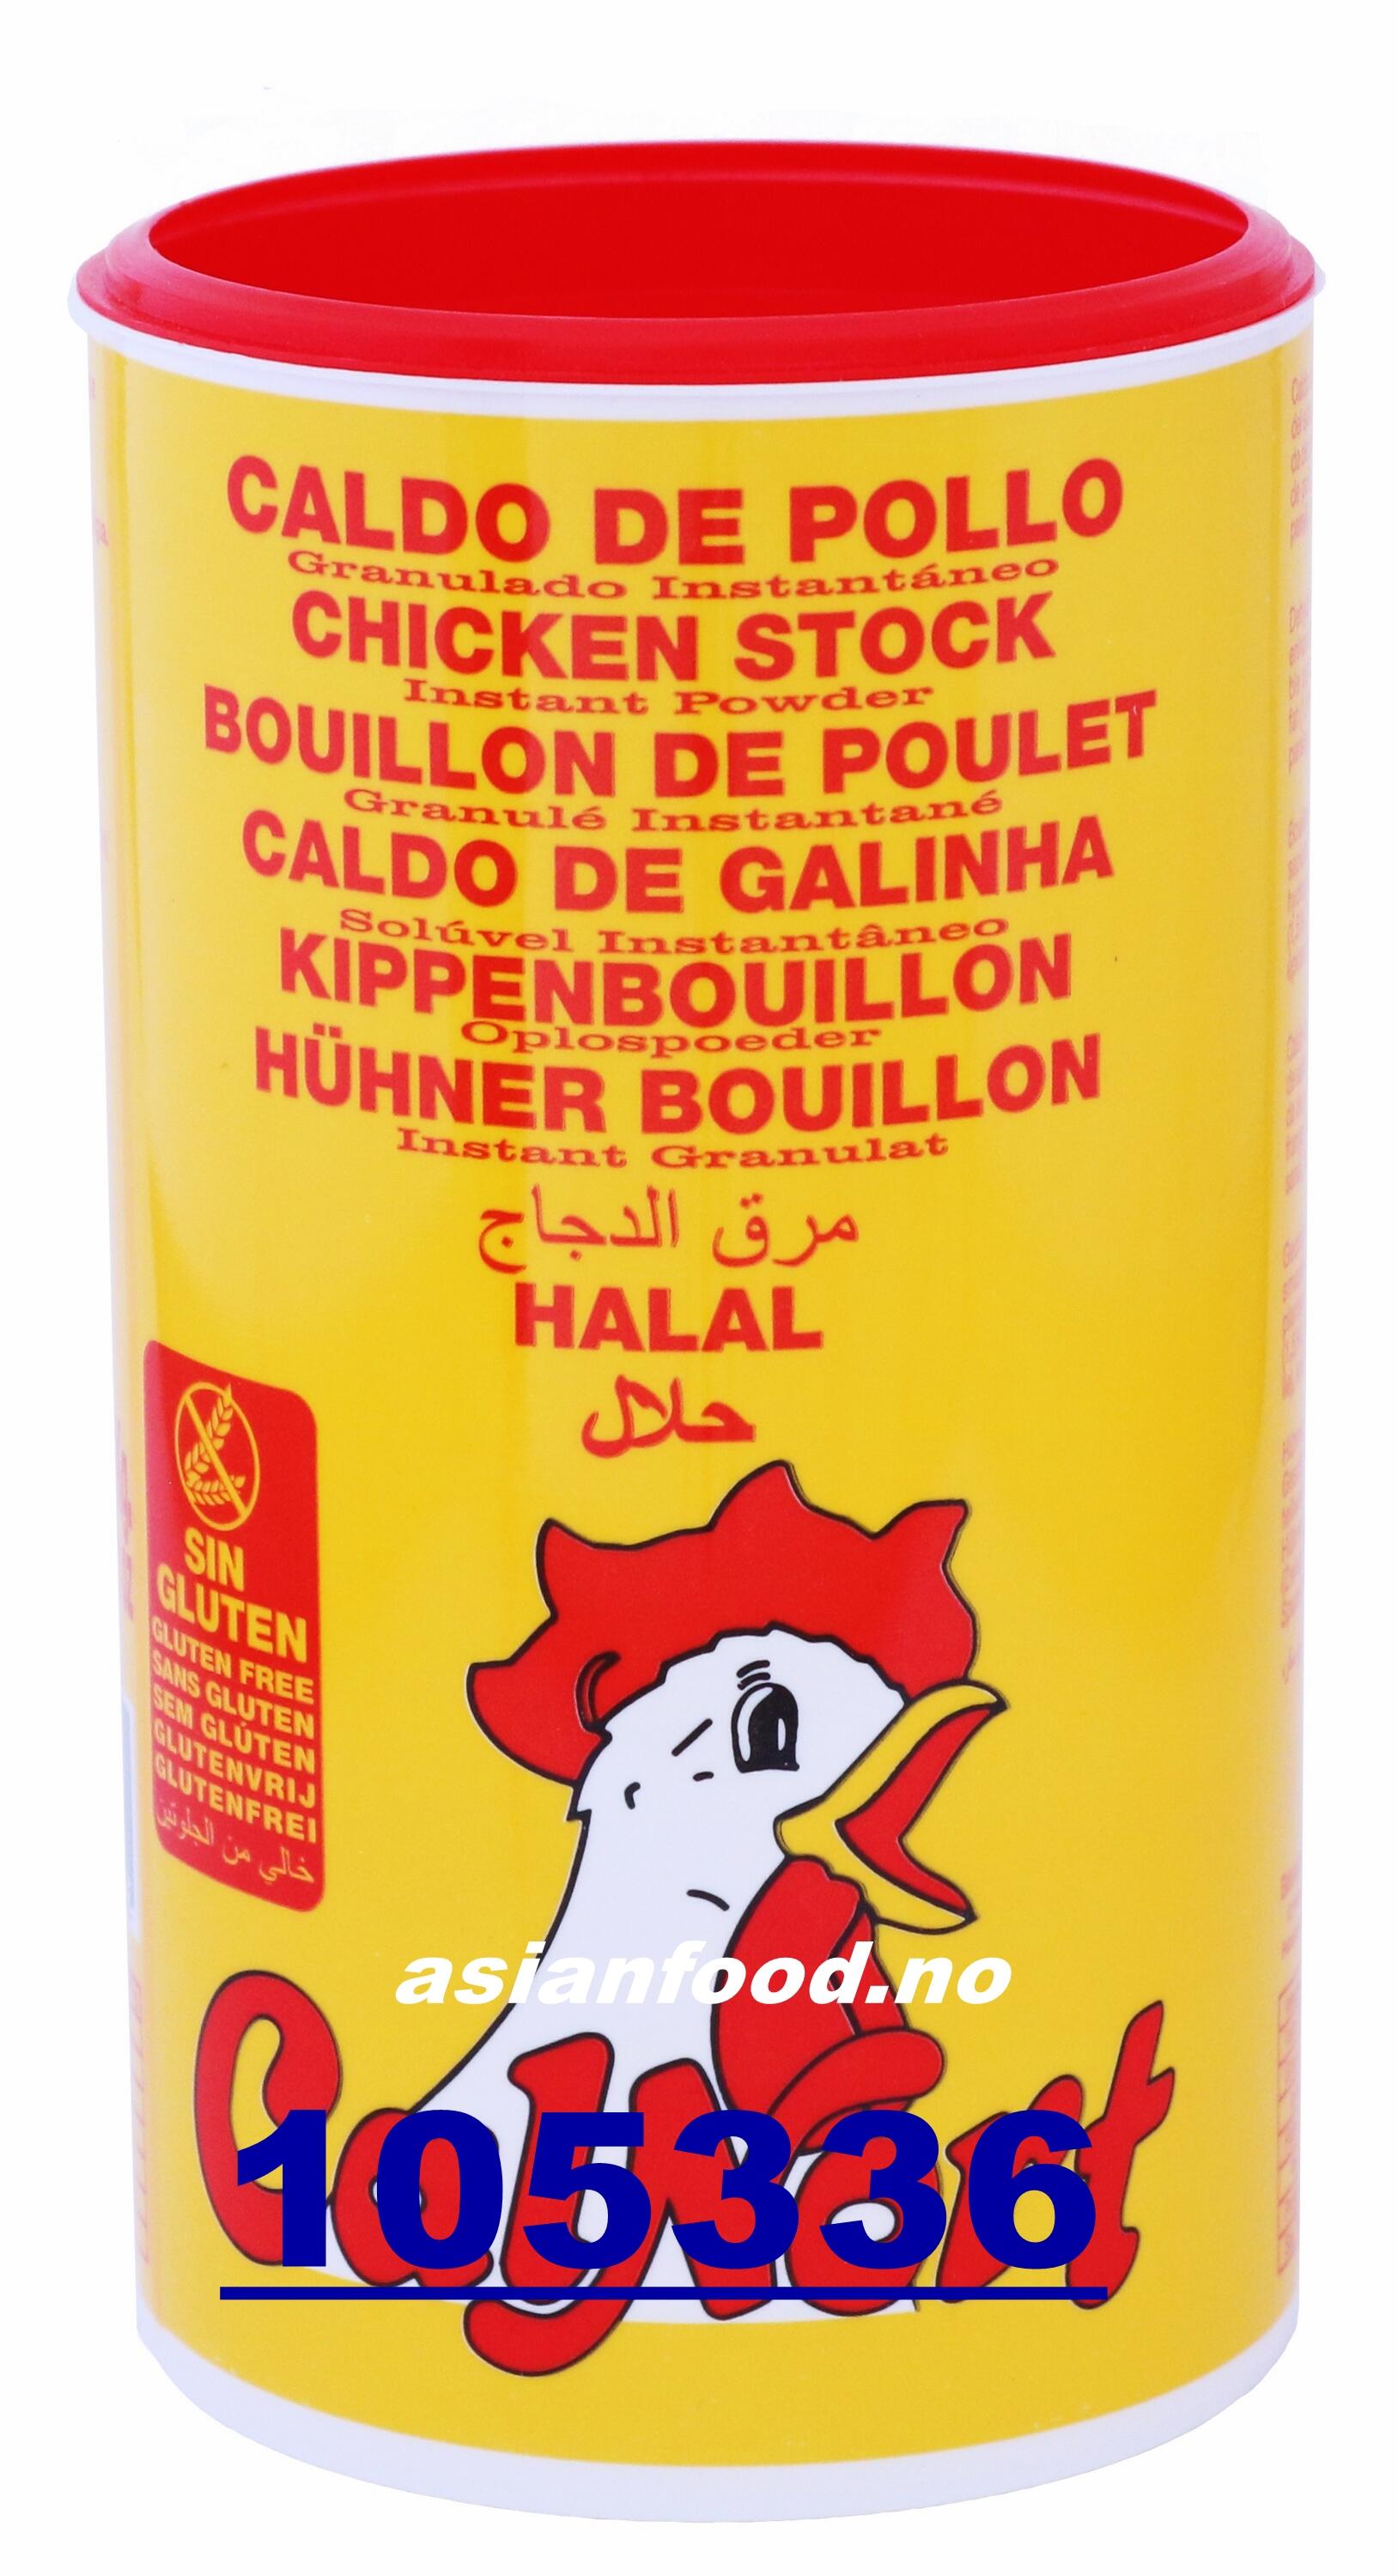 CALDO DE POLLO
Granulado Instantáneo
CHICKEN STOCK
Instant Powder
BOUILLON DE POULET
Granulé Instantané
CALDO DE GALINHA
Solúvel Instantâneo
KIPPENBOUILLON
Oplospoeder
HÜHNER BOUILLON
Instant Granulat
مرق الدجاج
HALAL
حلال
SIN
GLUTEN
GLUTEN FREE
SANS GLUTEN
SEM GLÚTEN
GLUTENVRIJ
GLUTENFREI
خالي من الجلوتين
asianfood.no
CalNort
105336